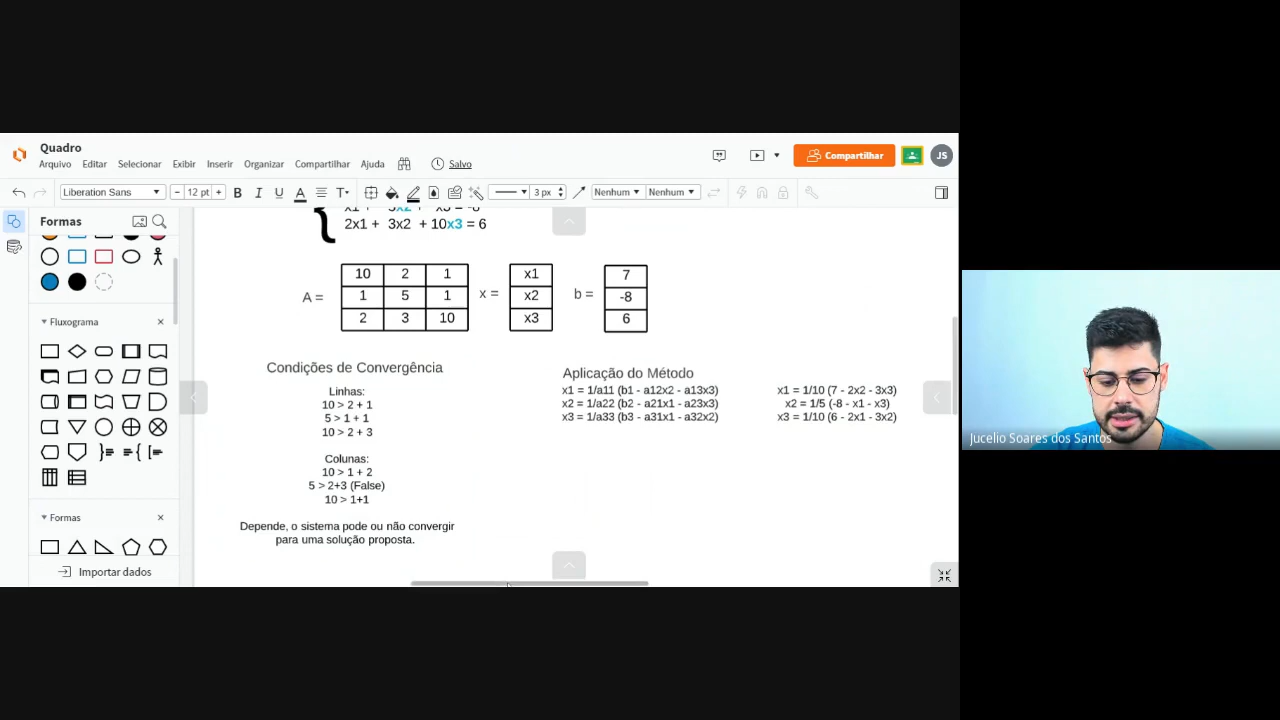 Quadro
Arquivo Editar Selecionar Exibir Inserir Organizar Compartilhar Ajuda Salvo
Compartilhar
JS
Liberation Sans
− 12 pt +
B I U A T
3 px
Nenhum Nenhum
Formas
Fluxograma
Formas
Importar dados
x1 + 5x2 + x3 = -8
2x1 + 3x2 + 10x3 = 6
A =
10 2 1
1 5 1
2 3 10
x =
x1
x2
x3
b =
7
-8
6
Condições de Convergência
Linhas:
10 > 2 + 1
5 > 1 + 1
10 > 2 + 3
Colunas:
10 > 1 + 2
5 > 2+3 (False)
10 > 1+1
Depende, o sistema pode ou não convergir
para uma solução proposta.
Aplicação do Método
x1 = 1/a11 (b1 - a12x2 - a13x3)
x2 = 1/a22 (b2 - a21x1 - a23x3)
x3 = 1/a33 (b3 - a31x1 - a32x2)
x1 = 1/10 (7 - 2x2 - 3x3)
x2 = 1/5 (-8 - x1 - x3)
x3 = 1/10 (6 - 2x1 - 3x2)
Jucelio Soares dos Santos